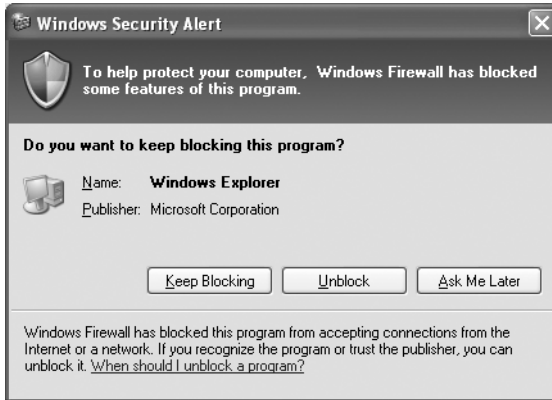 Windows Security Alert
To help protect your computer, Windows Firewall has blocked
some features of this program.
Do you want to keep blocking this program?
Name: Windows Explorer
Publisher: Microsoft Corporation
Keep Blocking Unblock Ask Me Later
Windows Firewall has blocked this program from accepting connections from the
Internet or a network. If you recognize the program or trust the publisher, you can
unblock it. When should I unblock a program?